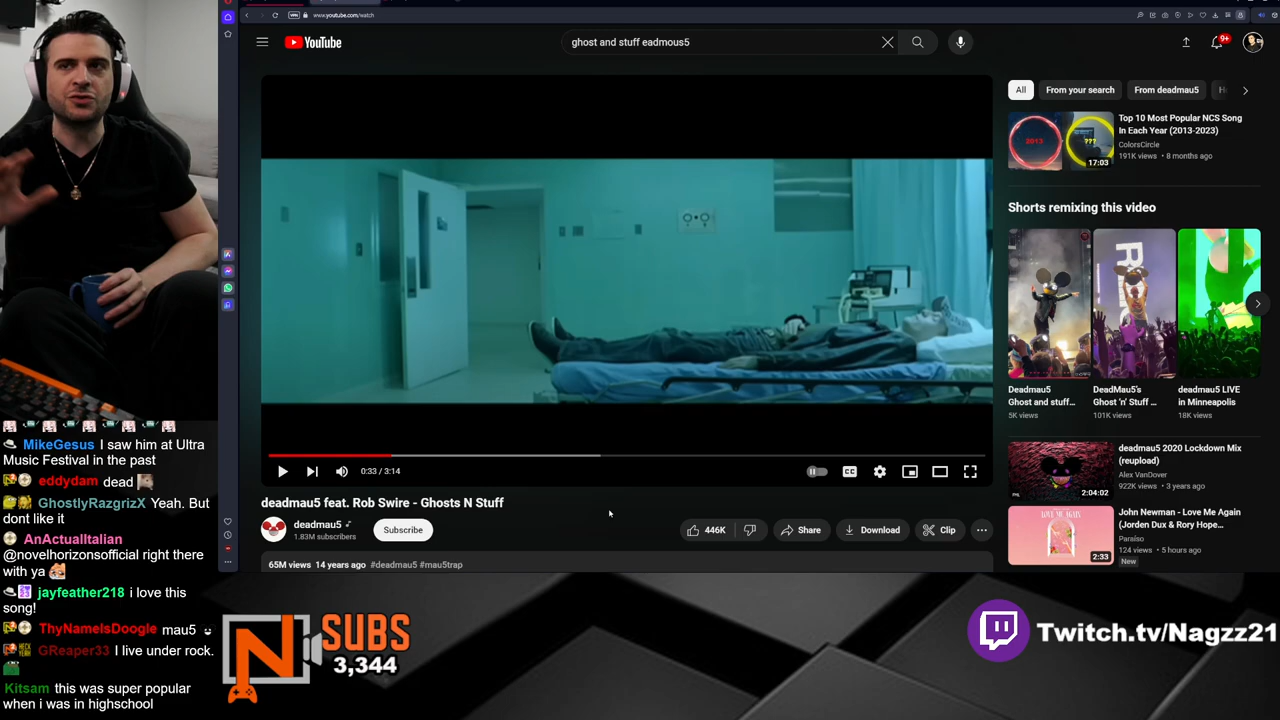 www.youtube.com/watch
YouTube
ghost and stuff eadmous5
9+
All
From your search
From deadmau5
Top 10 Most Popular NCS Song
In Each Year (2013-2023)
ColorsCircle
191K views • 8 months ago
2013
???
17:03
Shorts remixing this video
Deadmau5
Ghost and stuff...
5K views
DeadMau5's
Ghost 'n' Stuff ...
101K views
deadmau5 LIVE
in Minneapolis
18K views
0:33 / 3:14
CC
deadmau5 feat. Rob Swire - Ghosts N Stuff
deadmau5
1.83M subscribers
Subscribe
446K
Share
Download
Clip
65M views 14 years ago #deadmau5 #mau5trap
deadmau5 2020 Lockdown Mix
(reupload)
Alex VanDover
922K views • 3 years ago
2:04:02
John Newman - Love Me Again
(Jorden Dux & Rory Hope...
Paraíso
124 views • 5 hours ago
New
2:33
MikeGesus I saw him at Ultra
Music Festival in the past
eddydam dead
GhostlyRazgrizX Yeah. But
dont like it
AnActualItalian
@novelhorizonsofficial right there
with ya
jayfeather218 i love this
song!
ThyNameIsDoogle mau5
GReaper33 I live under rock.
Kitsam this was super popular
when i was in highschool
N
SUBS
3,344
Twitch.tv/Nagzz21